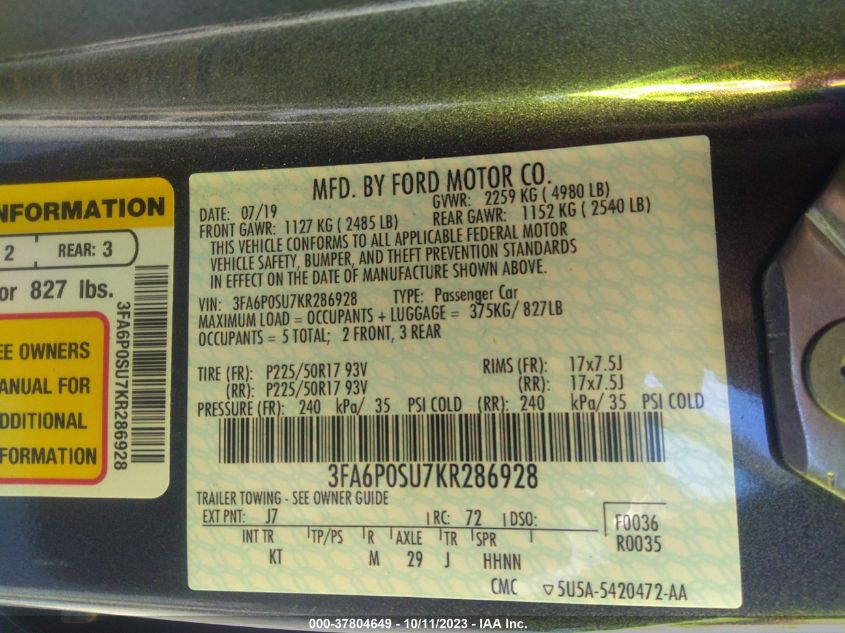 NFORMATION
2 REAR: 3
or 827 lbs.
EE OWNERS
ANUAL FOR
DDITIONAL
FORMATION
3FA6P0SU7KR286928
MFD. BY FORD MOTOR CO.
DATE: 07/19 GVWR: 2259 KG ( 4980 LB)
FRONT GAWR: 1127 KG ( 2485 LB) REAR GAWR: 1152 KG ( 2540 LB)
THIS VEHICLE CONFORMS TO ALL APPLICABLE FEDERAL MOTOR
VEHICLE SAFETY, BUMPER, AND THEFT PREVENTION STANDARDS
IN EFFECT ON THE DATE OF MANUFACTURE SHOWN ABOVE.
VIN: 3FA6P0SU7KR286928 TYPE: Passenger Car
MAXIMUM LOAD = OCCUPANTS + LUGGAGE = 375KG/ 827LB
OCCUPANTS = 5 TOTAL; 2 FRONT, 3 REAR
TIRE (FR): P225/50R17 93V RIMS (FR): 17x7.5J
(RR): P225/50R17 93V (RR): 17x7.5J
PRESSURE (FR): 240 kPa/ 35 PSI COLD (RR): 240 kPa/ 35 PSI COLD
3FA6P0SU7KR286928
TRAILER TOWING - SEE OWNER GUIDE
EXT PNT: J7 RC: 72 DSO: F0036
INT TR TP/PS R AXLE TR SPR R0035
KT M 29 J HHNN
CMC ▽5U5A-5420472-AA
000-37804649 - 10/11/2023 - IAA Inc.